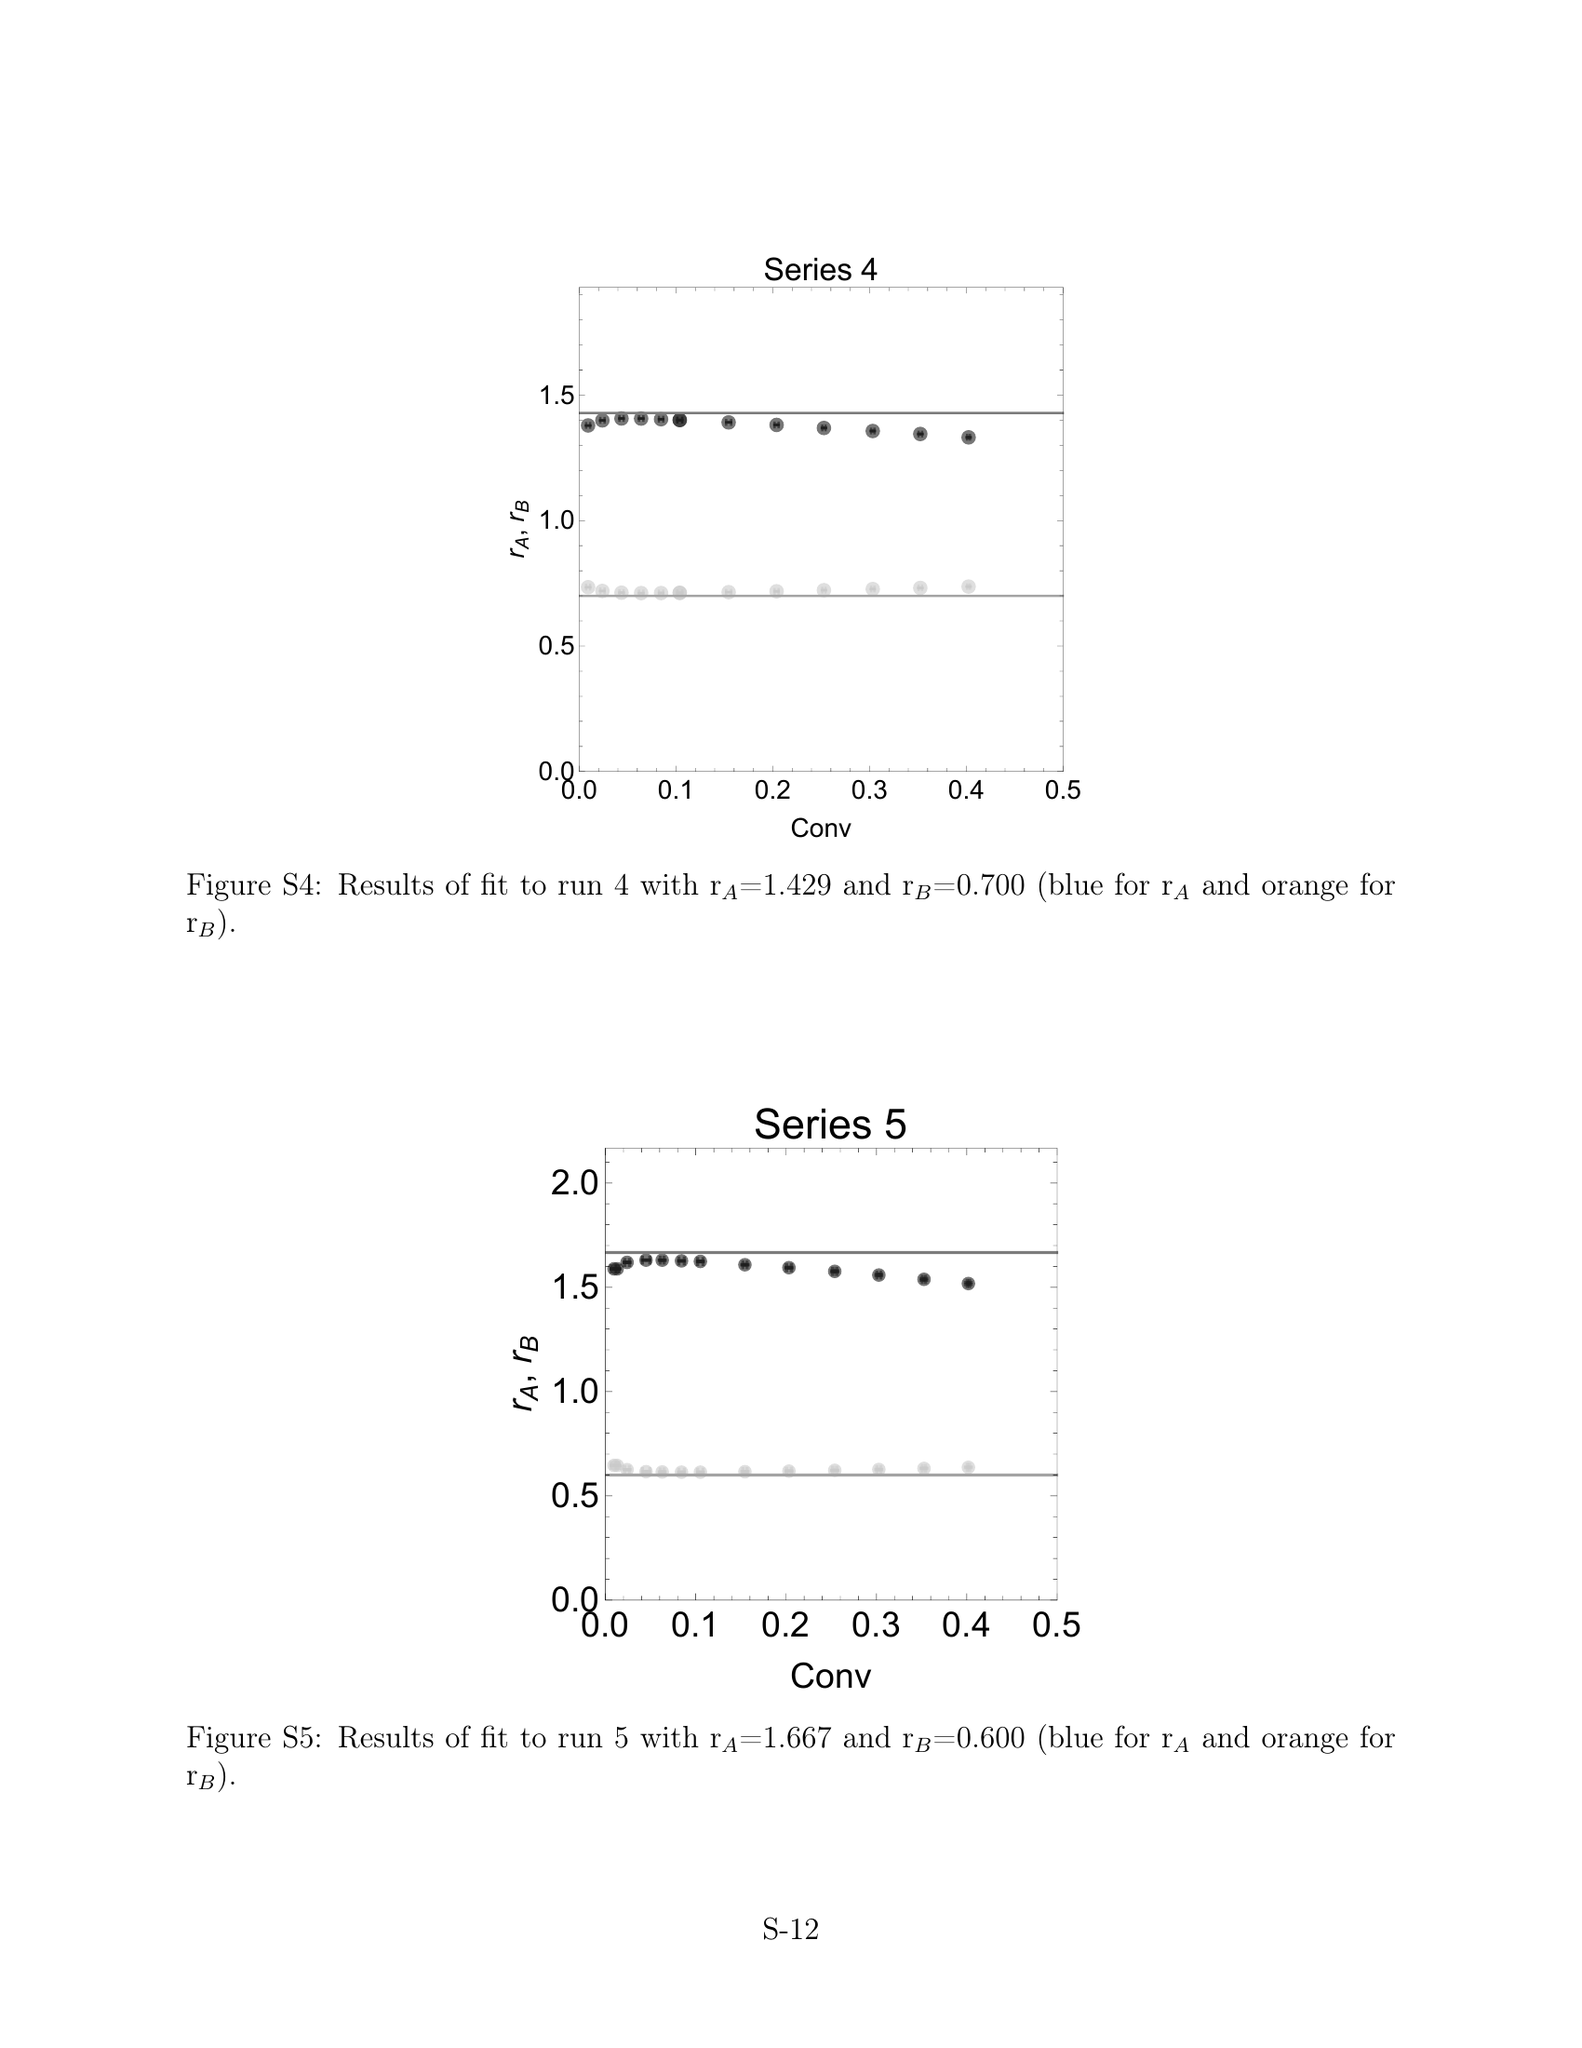 Series 4
1.5
1.0
0.5
0.0
r_A, r_B
0.0 0.1 0.2 0.3 0.4 0.5
Conv
Figure S4: Results of fit to run 4 with r_A=1.429 and r_B=0.700 (blue for r_A and orange for
r_B).
Series 5
2.0
1.5
1.0
0.5
0.0
r_A, r_B
0.0 0.1 0.2 0.3 0.4 0.5
Conv
Figure S5: Results of fit to run 5 with r_A=1.667 and r_B=0.600 (blue for r_A and orange for
r_B).
S-12